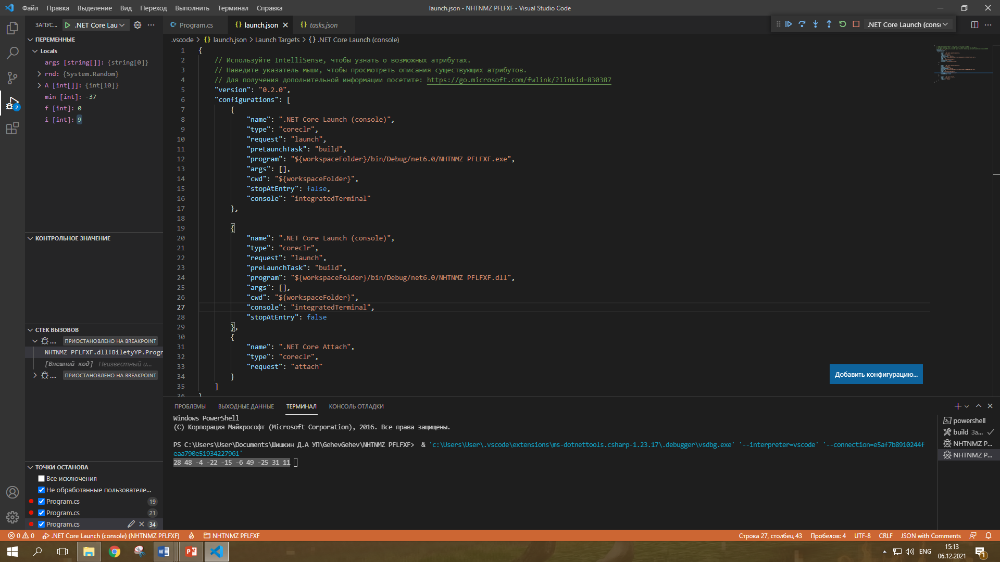 Файл Правка Выделение Вид Переход Выполнить Терминал Справка
launch.json - NHTNMZ PFLFXF - Visual Studio Code
ЗАПУС... .NET Core Lau
Program.cs
launch.json
tasks.json
.NET Core Launch (cons
.vscode > launch.json > Launch Targets > {} .NET Core Launch (console)
ПЕРЕМЕННЫЕ
Locals
args [string[]]: {string[0]}
rnd: {System.Random}
A [int[]]: {int[10]}
min [int]: -37
f [int]: 0
i [int]: 9
КОНТРОЛЬНОЕ ЗНАЧЕНИЕ
СТЕК ВЫЗОВОВ
.... ПРИОСТАНОВЛЕНО НА BREAKPOINT
NHTNMZ PFLFXF.dll!BiletyYP.Progr
[Внешний код] Неизвестный и...
.... ПРИОСТАНОВЛЕНО НА BREAKPOINT
ТОЧКИ ОСТАНОВА
Все исключения
Не обработанные пользователе...
Program.cs 19
Program.cs 21
Program.cs 34
1 {
2 // Используйте IntelliSense, чтобы узнать о возможных атрибутах.
3 // Наведите указатель мыши, чтобы просмотреть описания существующих атрибутов.
4 // Для получения дополнительной информации посетите: https://go.microsoft.com/fwlink/?linkid=830387
5 "version": "0.2.0",
6 "configurations": [
7 {
8 "name": ".NET Core Launch (console)",
9 "type": "coreclr",
10 "request": "launch",
11 "preLaunchTask": "build",
12 "program": "${workspaceFolder}/bin/Debug/net6.0/NHTNMZ PFLFXF.exe",
13 "args": [],
14 "cwd": "${workspaceFolder}",
15 "stopAtEntry": false,
16 "console": "integratedTerminal"
17 },
18
19 {
20 "name": ".NET Core Launch (console)",
21 "type": "coreclr",
22 "request": "launch",
23 "preLaunchTask": "build",
24 "program": "${workspaceFolder}/bin/Debug/net6.0/NHTNMZ PFLFXF.dll",
25 "args": [],
26 "cwd": "${workspaceFolder}",
27 "console": "integratedTerminal",
28 "stopAtEntry": false
29 },
30 {
31 "name": ".NET Core Attach",
32 "type": "coreclr",
33 "request": "attach"
34 }
35 ]
36 }
Добавить конфигурацию...
ПРОБЛЕМЫ ВЫХОДНЫЕ ДАННЫЕ ТЕРМИНАЛ КОНСОЛЬ ОТЛАДКИ
Windows PowerShell
(C) Корпорация Майкрософт (Microsoft Corporation), 2016. Все права защищены.
PS C:\Users\User\Documents\Шишкин Д.А УП\GehevGehev\NHTNMZ PFLFXF> & 'c:\Users\User\.vscode\extensions\ms-dotnettools.csharp-1.23.17\.debugger\vsdbg.exe' '--interpreter=vscode' '--connection=e5af7b8910244f
eaa790e51934227961'
28 48 -4 -22 -15 -6 49 -25 31 11
powershell
build За...
NHTNMZ P...
NHTNMZ P...
0 0 .NET Core Launch (console) (NHTNMZ PFLFXF) NHTNMZ PFLFXF
Строка 27, столбец 43 Пробелов: 4 UTF-8 CRLF JSON with Comments
ENG
15:13
06.12.2021